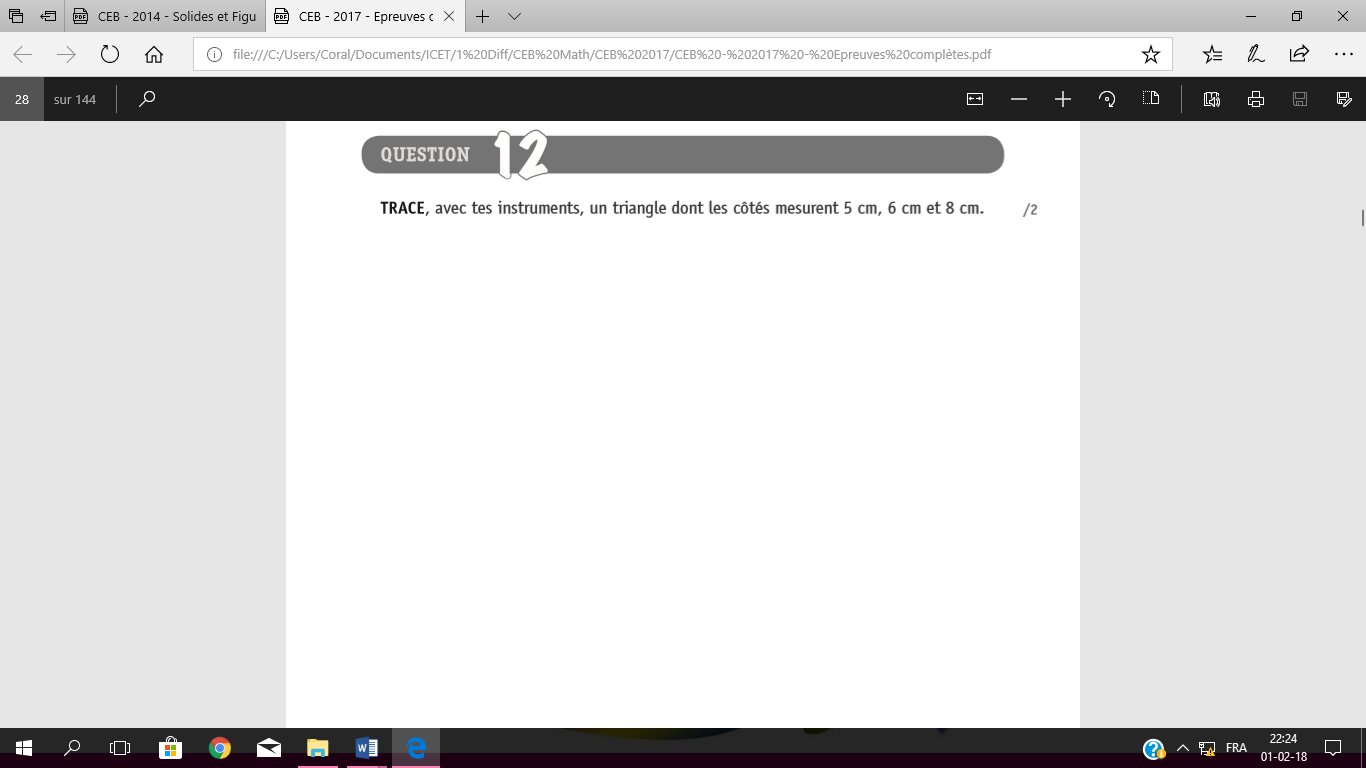 CEB - 2014 - Solides et Figu
CEB - 2017 - Epreuves c
file:///C:/Users/Coral/Documents/ICET/1%20Diff/CEB%20Math/CEB%202017/CEB%20-%202017%20-%20Epreuves%20complètes.pdf
28 sur 144
QUESTION 12
TRACE, avec tes instruments, un triangle dont les côtés mesurent 5 cm, 6 cm et 8 cm. /2
FRA
22:24
01-02-18